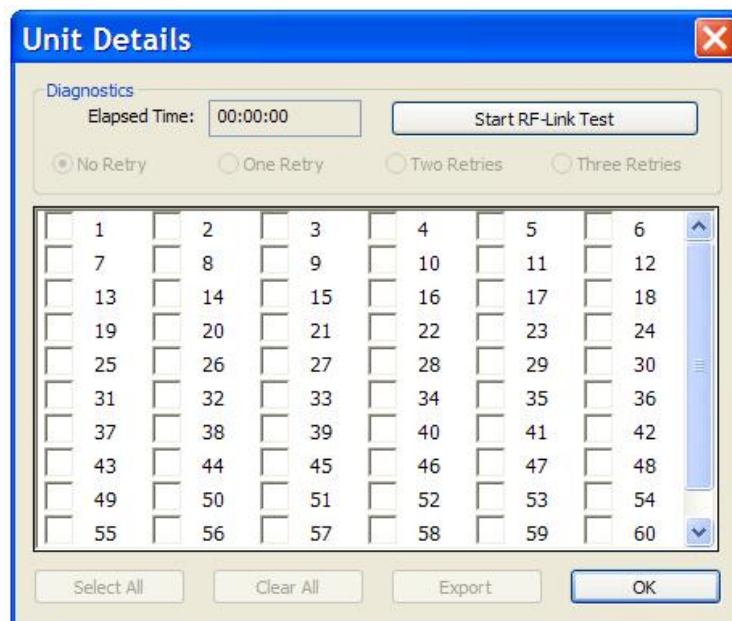 Unit Details
Diagnostics
Elapsed Time: 00:00:00 Start RF-Link Test
No Retry One Retry Two Retries Three Retries
1 2 3 4 5 6
7 8 9 10 11 12
13 14 15 16 17 18
19 20 21 22 23 24
25 26 27 28 29 30
31 32 33 34 35 36
37 38 39 40 41 42
43 44 45 46 47 48
49 50 51 52 53 54
55 56 57 58 59 60
Select All Clear All Export OK